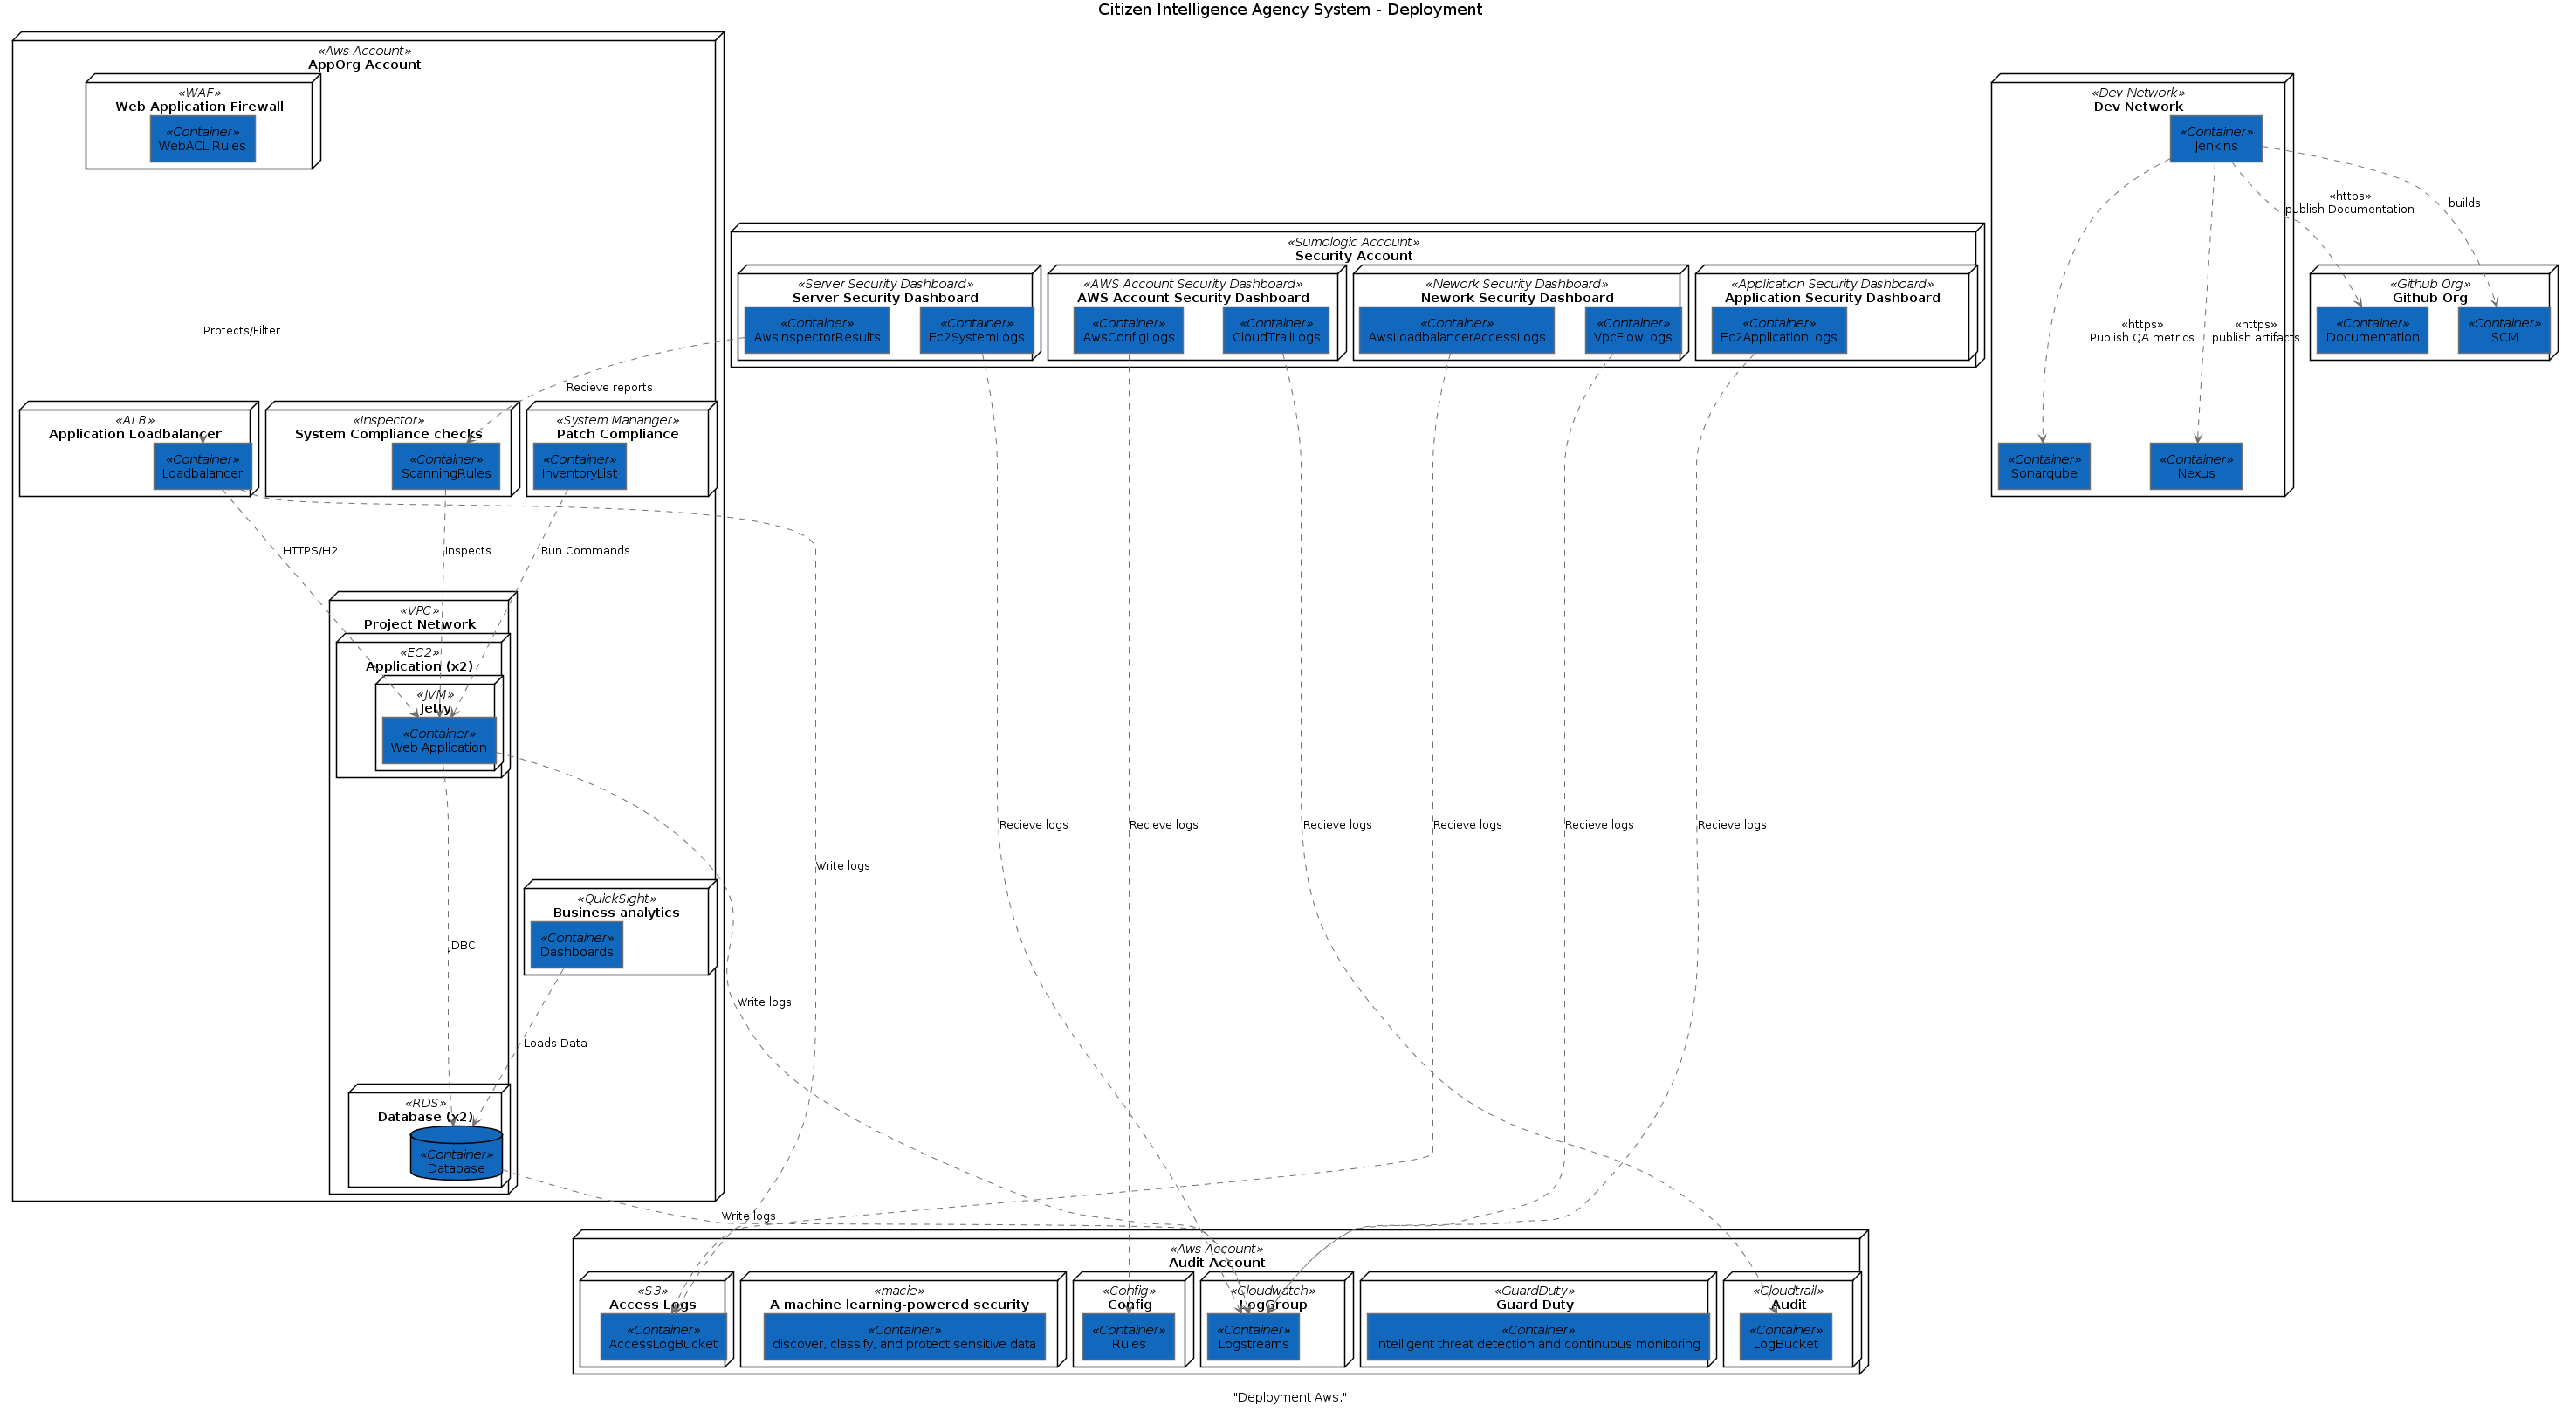 Citizen Intelligence Agency System - Deployment
«Aws Account»
AppOrg Account
«WAF»
Web Application Firewall
«Container»
WebACL Rules
Protects/Filter
«ALB»
Application Loadbalancer
«Container»
Loadbalancer
«Inspector»
System Compliance checks
«Container»
ScanningRules
«System Mananger»
Patch Compliance
«Container»
InventoryList
HTTPS/H2
Inspects
Run Commands
«VPC»
Project Network
«EC2»
Application (x2)
«JVM»
Jetty
«Container»
Web Application
JDBC
«QuickSight»
Business analytics
«Container»
Dashboards
Loads Data
«RDS»
Database (x2)
«Container»
Database
Write logs
Write logs
Write logs
«Sumologic Account»
Security Account
«Server Security Dashboard»
Server Security Dashboard
«Container»
AwsInspectorResults
«Container»
Ec2SystemLogs
«AWS Account Security Dashboard»
AWS Account Security Dashboard
«Container»
AwsConfigLogs
«Container»
CloudTrailLogs
«Nework Security Dashboard»
Nework Security Dashboard
«Container»
AwsLoadbalancerAccessLogs
«Container»
VpcFlowLogs
«Application Security Dashboard»
Application Security Dashboard
«Container»
Ec2ApplicationLogs
Recieve reports
Recieve logs
Recieve logs
Recieve logs
Recieve logs
Recieve logs
Recieve logs
«Dev Network»
Dev Network
«Container»
Jenkins
«https»
publish Documentation
builds
«https»
Publish QA metrics
«https»
publish artifacts
«Container»
Sonarqube
«Container»
Nexus
«Github Org»
Github Org
«Container»
Documentation
«Container»
SCM
«Aws Account»
Audit Account
«S3»
Access Logs
«Container»
AccessLogBucket
«macie»
A machine learning-powered security
«Container»
discover, classify, and protect sensitive data
«Config»
Config
«Container»
Rules
«Cloudwatch»
LogGroup
«Container»
Logstreams
«GuardDuty»
Guard Duty
«Container»
Intelligent threat detection and continuous monitoring
«Cloudtrail»
Audit
«Container»
LogBucket
"Deployment Aws."